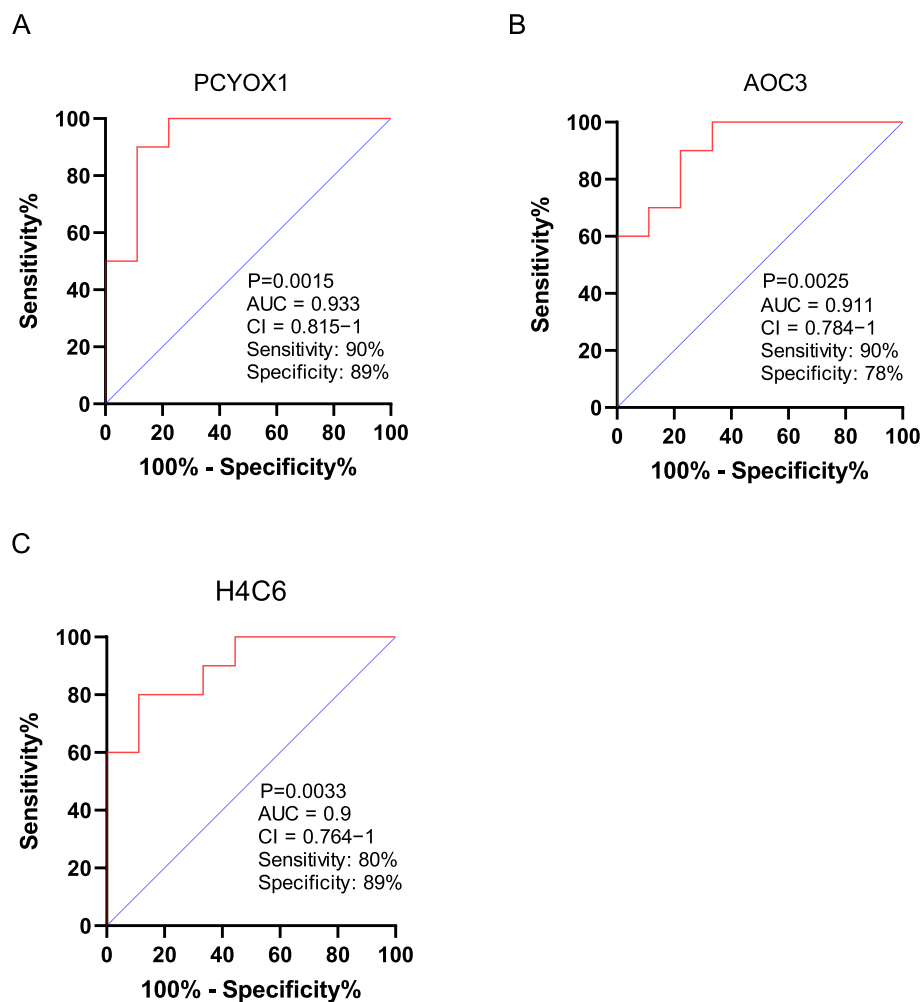 A
PCYOX1
100
80
60
40
20
0
Sensitivity%
P=0.0015
AUC = 0.933
CI = 0.815−1
Sensitivity: 90%
Specificity: 89%
0 20 40 60 80 100
100% - Specificity%
B
AOC3
100
80
60
40
20
0
Sensitivity%
P=0.0025
AUC = 0.911
CI = 0.784−1
Sensitivity: 90%
Specificity: 78%
0 20 40 60 80 100
100% - Specificity%
C
H4C6
100
80
60
40
20
0
Sensitivity%
P=0.0033
AUC = 0.9
CI = 0.764−1
Sensitivity: 80%
Specificity: 89%
0 20 40 60 80 100
100% - Specificity%